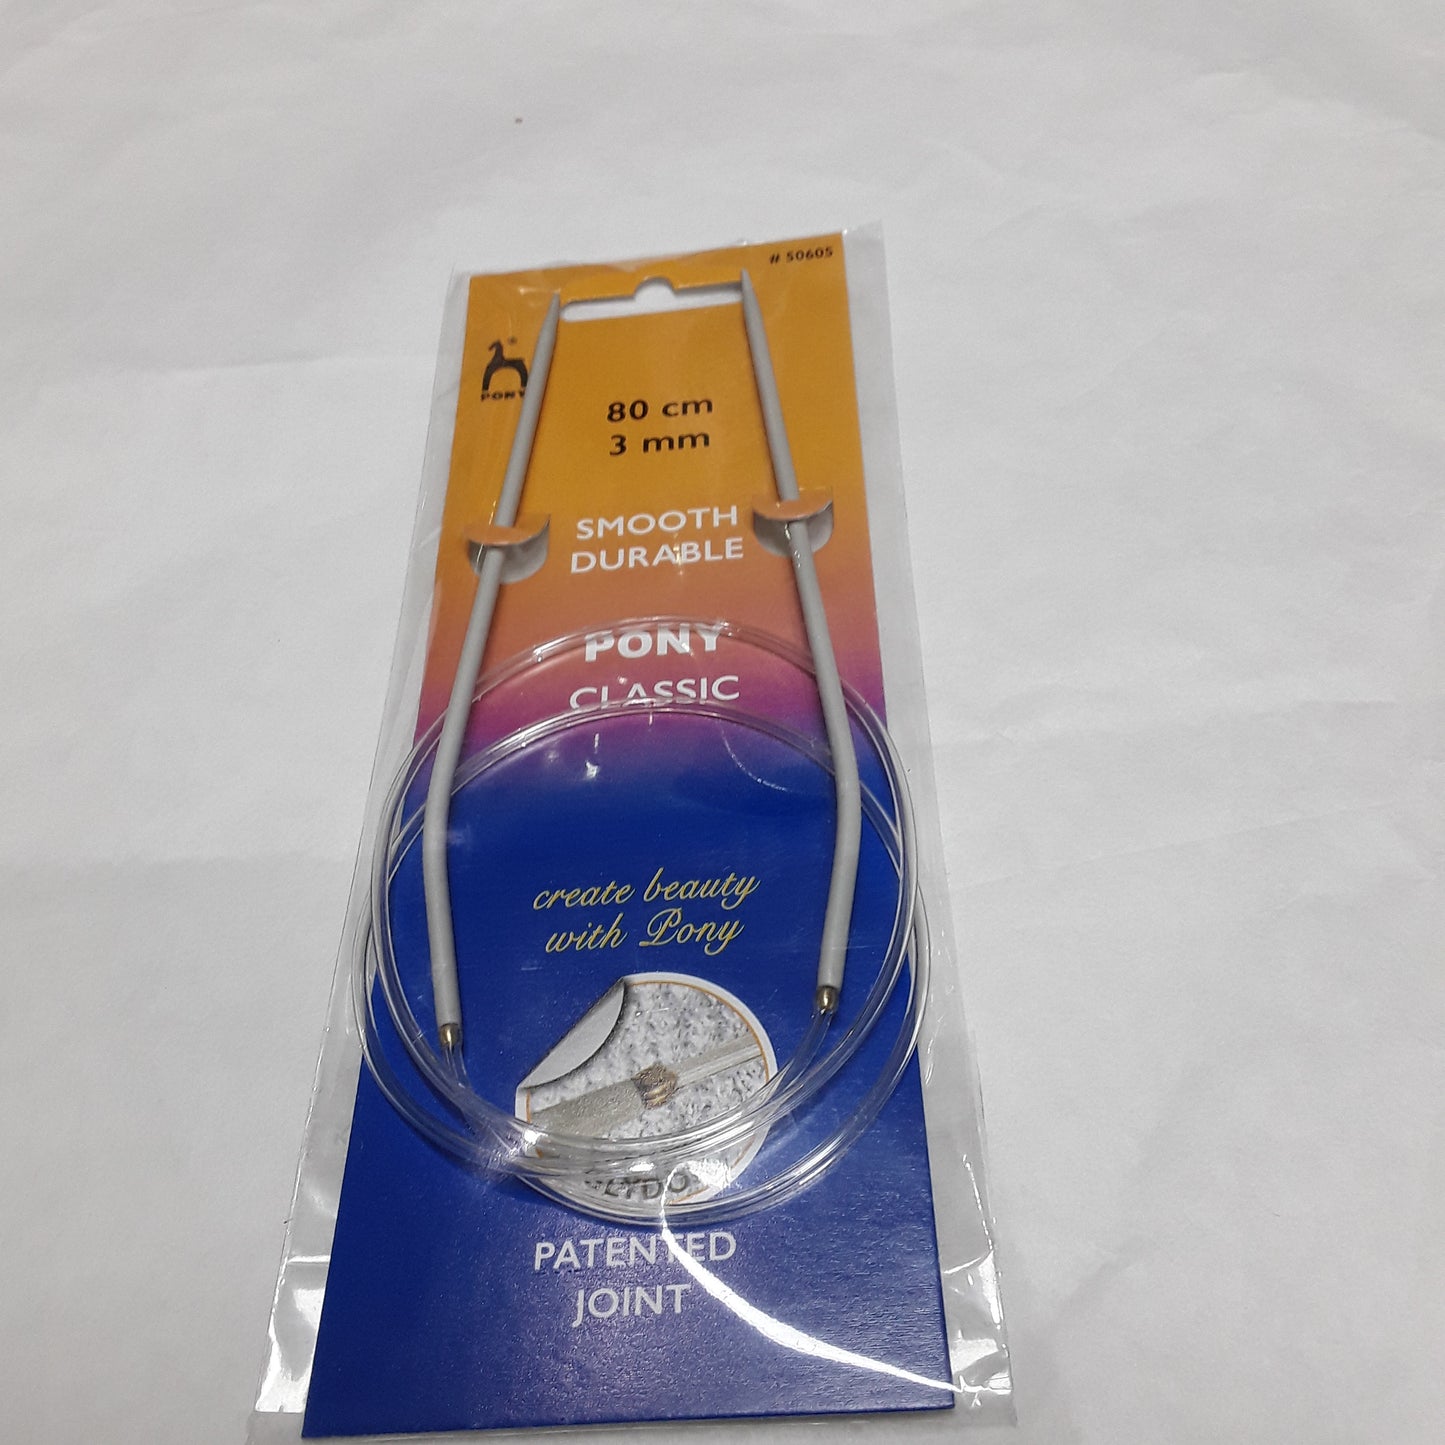 # 50605
PONY
80 cm
3 mm
SMOOTH
DURABLE
PONY
CLASSIC
create beauty
with Pony
PATENTED
JOINT